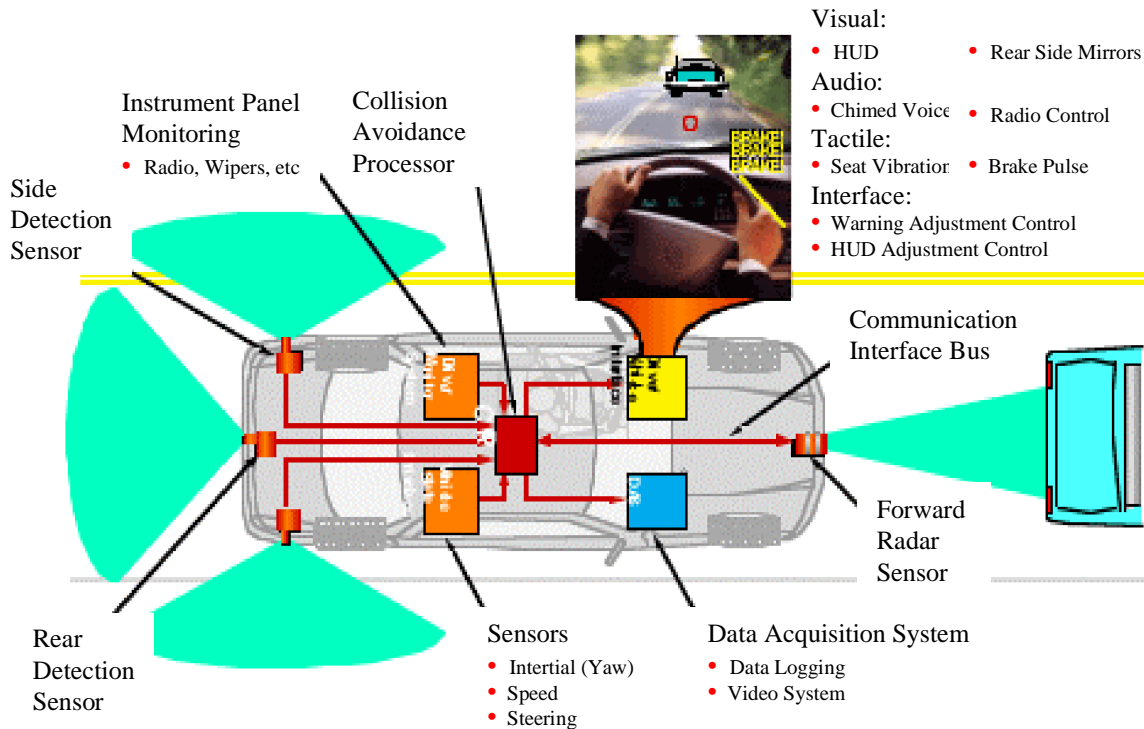 Visual:
• HUD
• Rear Side Mirrors
Audio:
• Chimed Voice
• Radio Control
Tactile:
• Seat Vibration
• Brake Pulse
Interface:
• Warning Adjustment Control
• HUD Adjustment Control
Instrument Panel
Monitoring
• Radio, Wipers, etc
Collision
Avoidance
Processor
Side
Detection
Sensor
Communication
Interface Bus
Forward
Radar
Sensor
Rear
Detection
Sensor
Sensors
• Intertial (Yaw)
• Speed
• Steering
Data Acquisition System
• Data Logging
• Video System